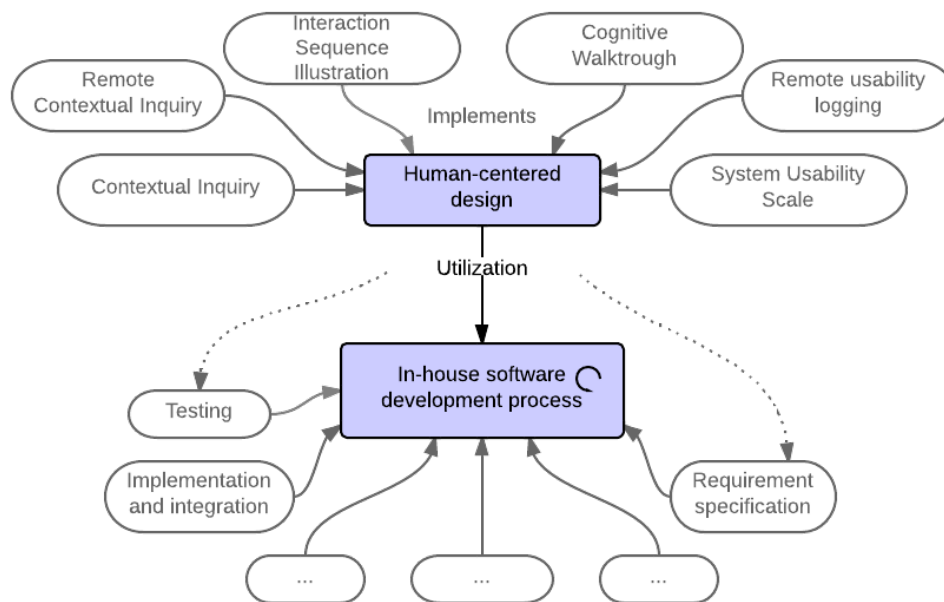 Interaction
Sequence
Illustration
Cognitive
Walktrough
Remote
Contextual Inquiry
Remote usability
logging
Implements
Contextual Inquiry
Human-centered
design
System Usability
Scale
Utilization
In-house software
development process
Testing
Implementation
and integration
Requirement
specification
...
...
...